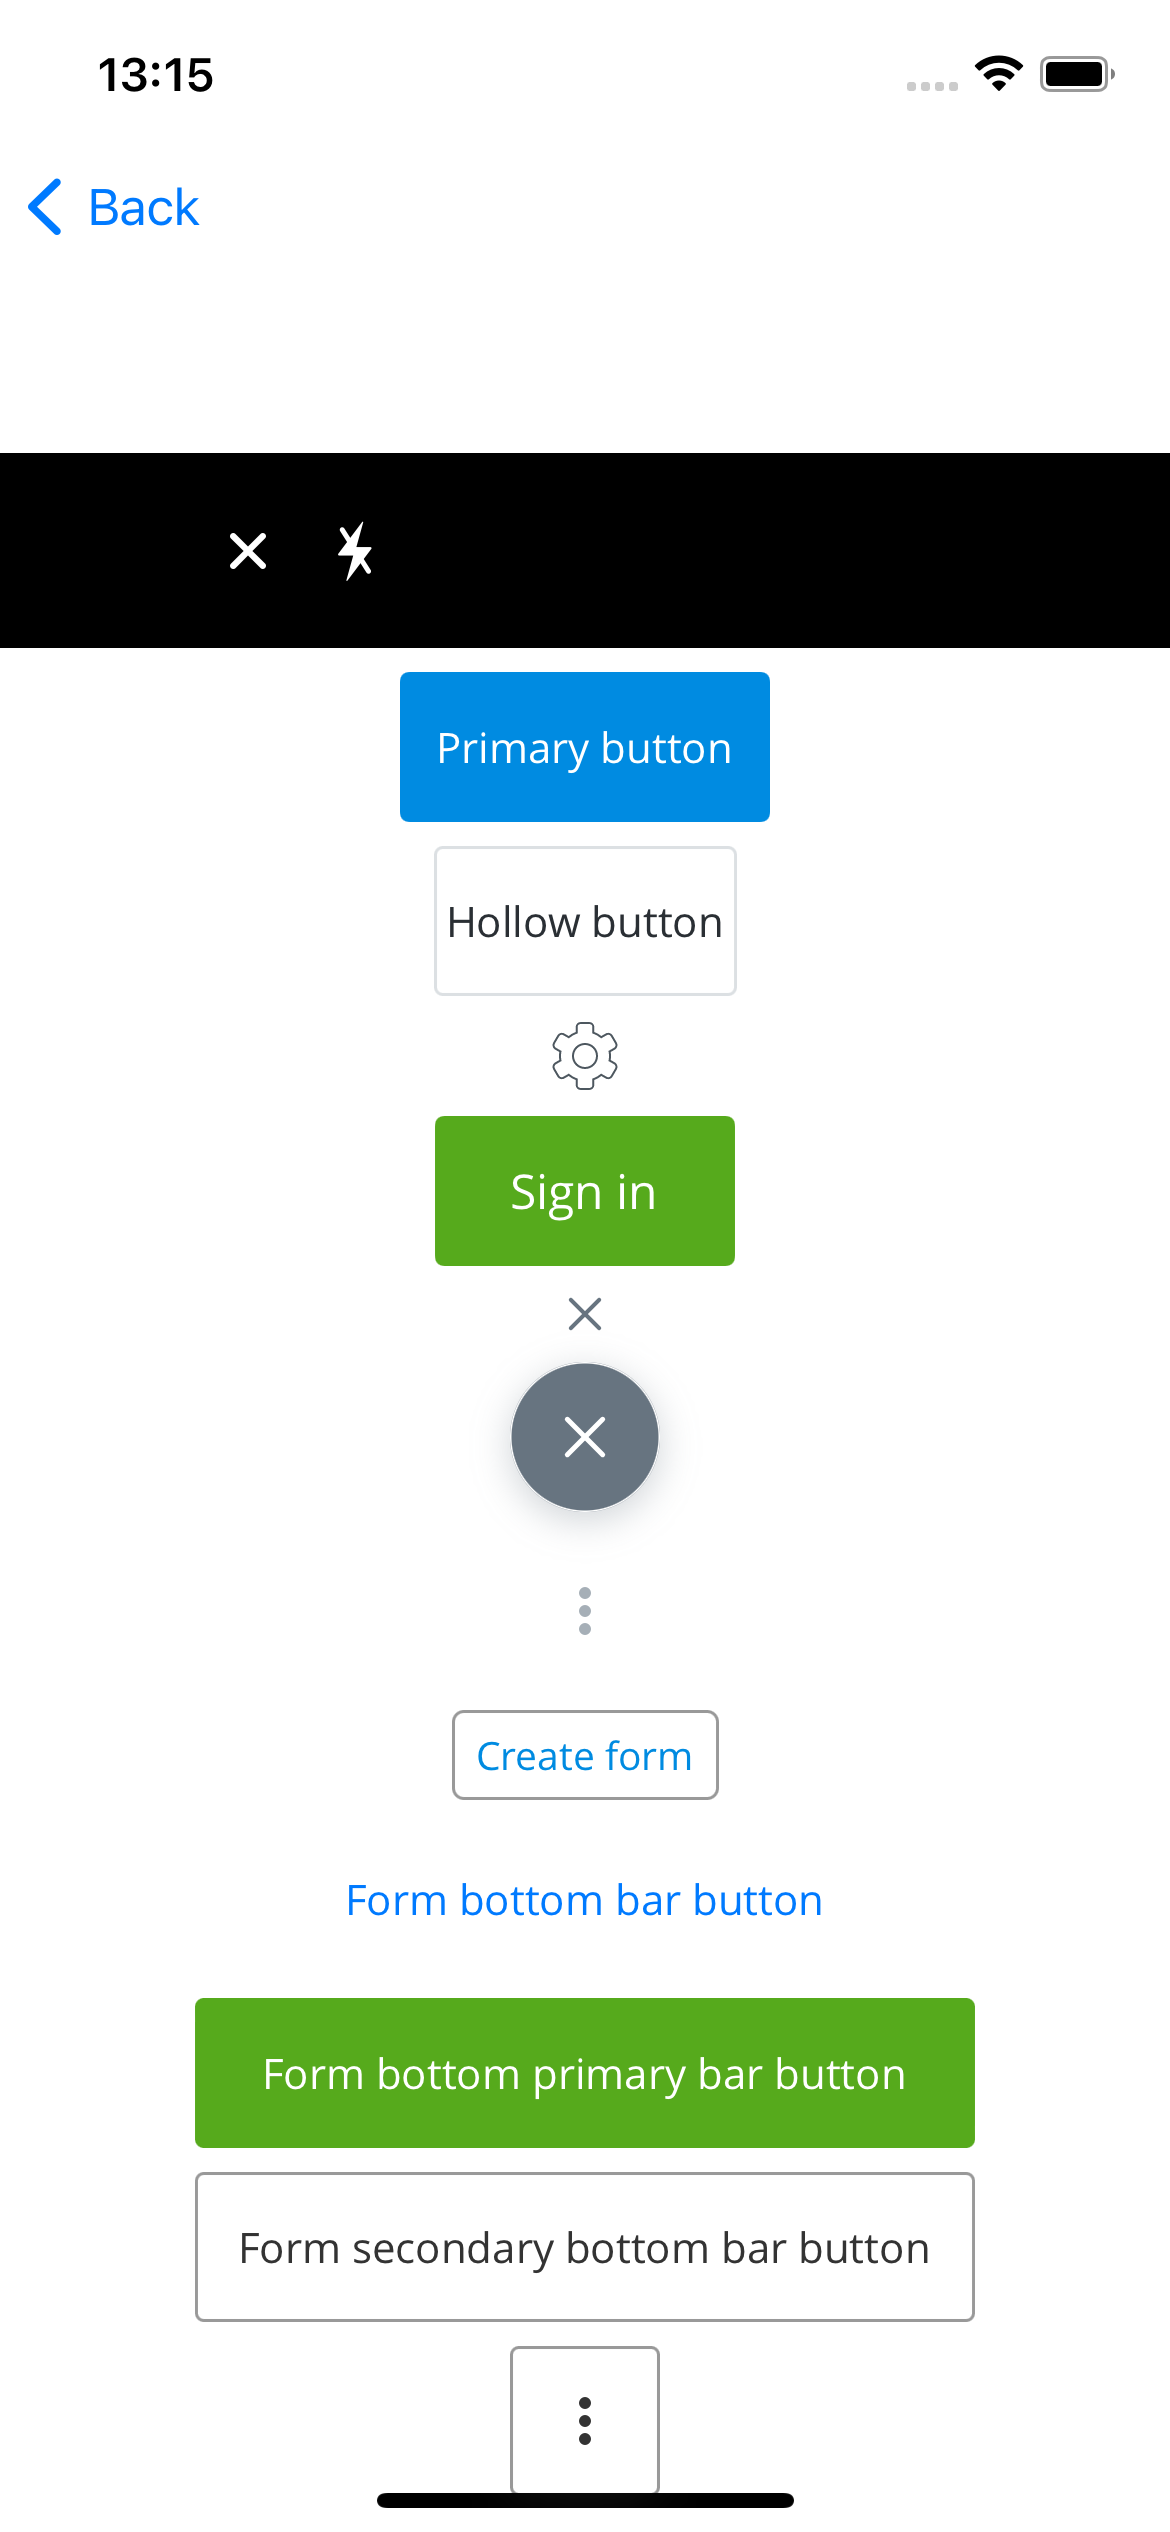 13:15
Back
Primary button
Hollow button
Sign in
Create form
Form bottom bar button
Form bottom primary bar button
Form secondary bottom bar button